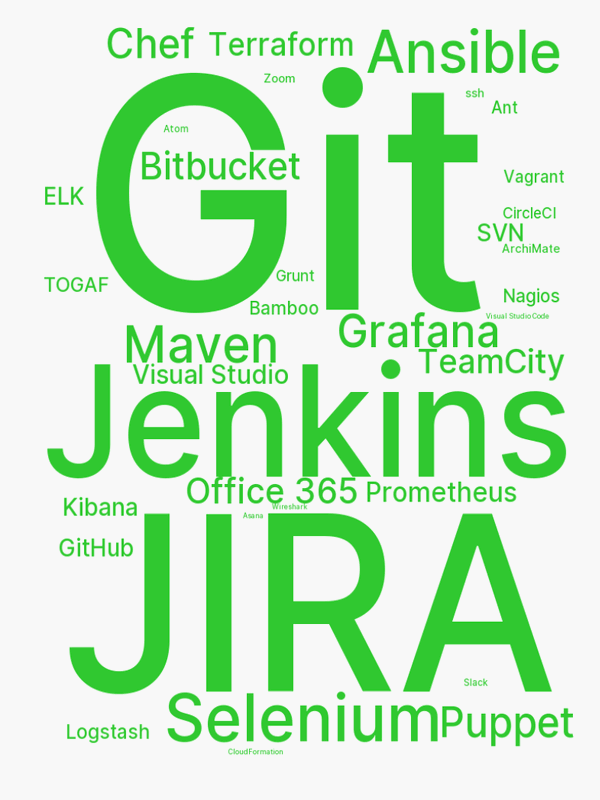 Chef Terraform Ansible
Zoom
ssh
Ant
Git
Atom
Bitbucket
Vagrant
ELK
CircleCI
SVN
ArchiMate
Grunt
TOGAF
Nagios
Bamboo
Visual Studio Code
Grafana
Maven
TeamCity
Visual Studio
Jenkins
Office 365 Prometheus
Kibana
Wireshark
Asana
GitHub
JIRA
Slack
Selenium Puppet
Logstash
CloudFormation